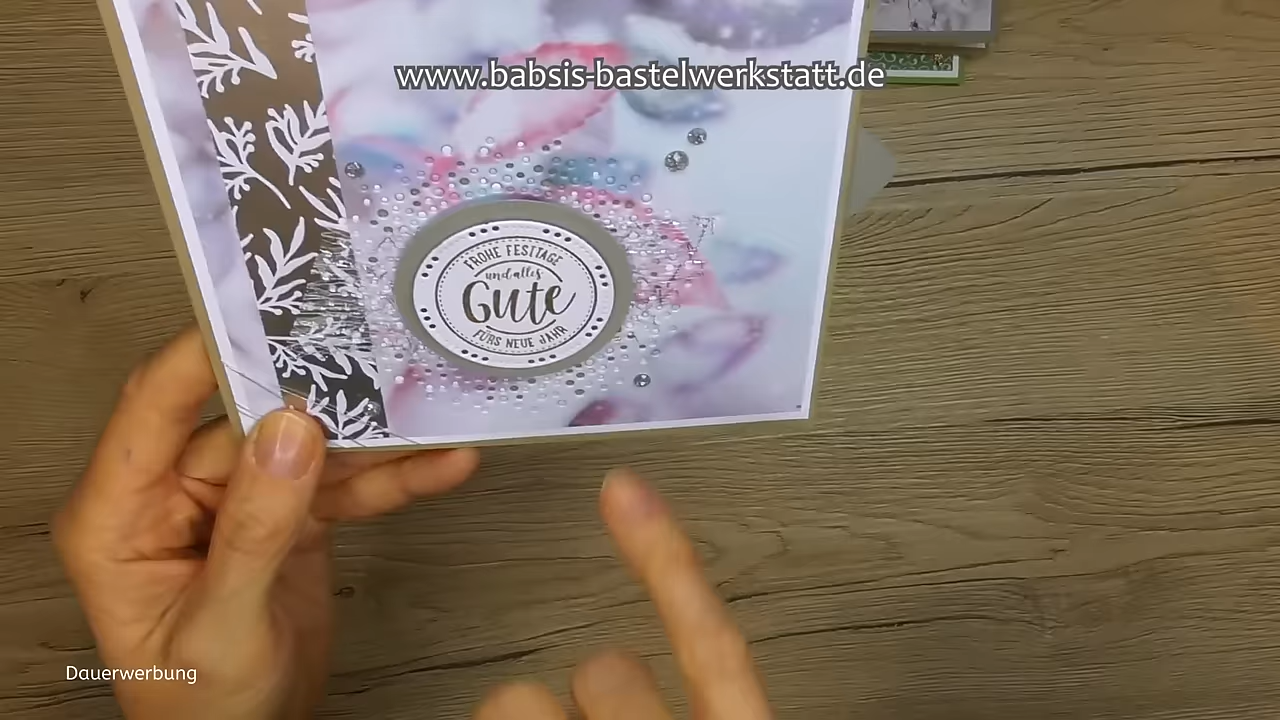 www.babsis-bastelwerkstatt.de
FROHE FESTTAGE
und alles
Gute
FÜRS NEUE JAHR
Dauerwerbung